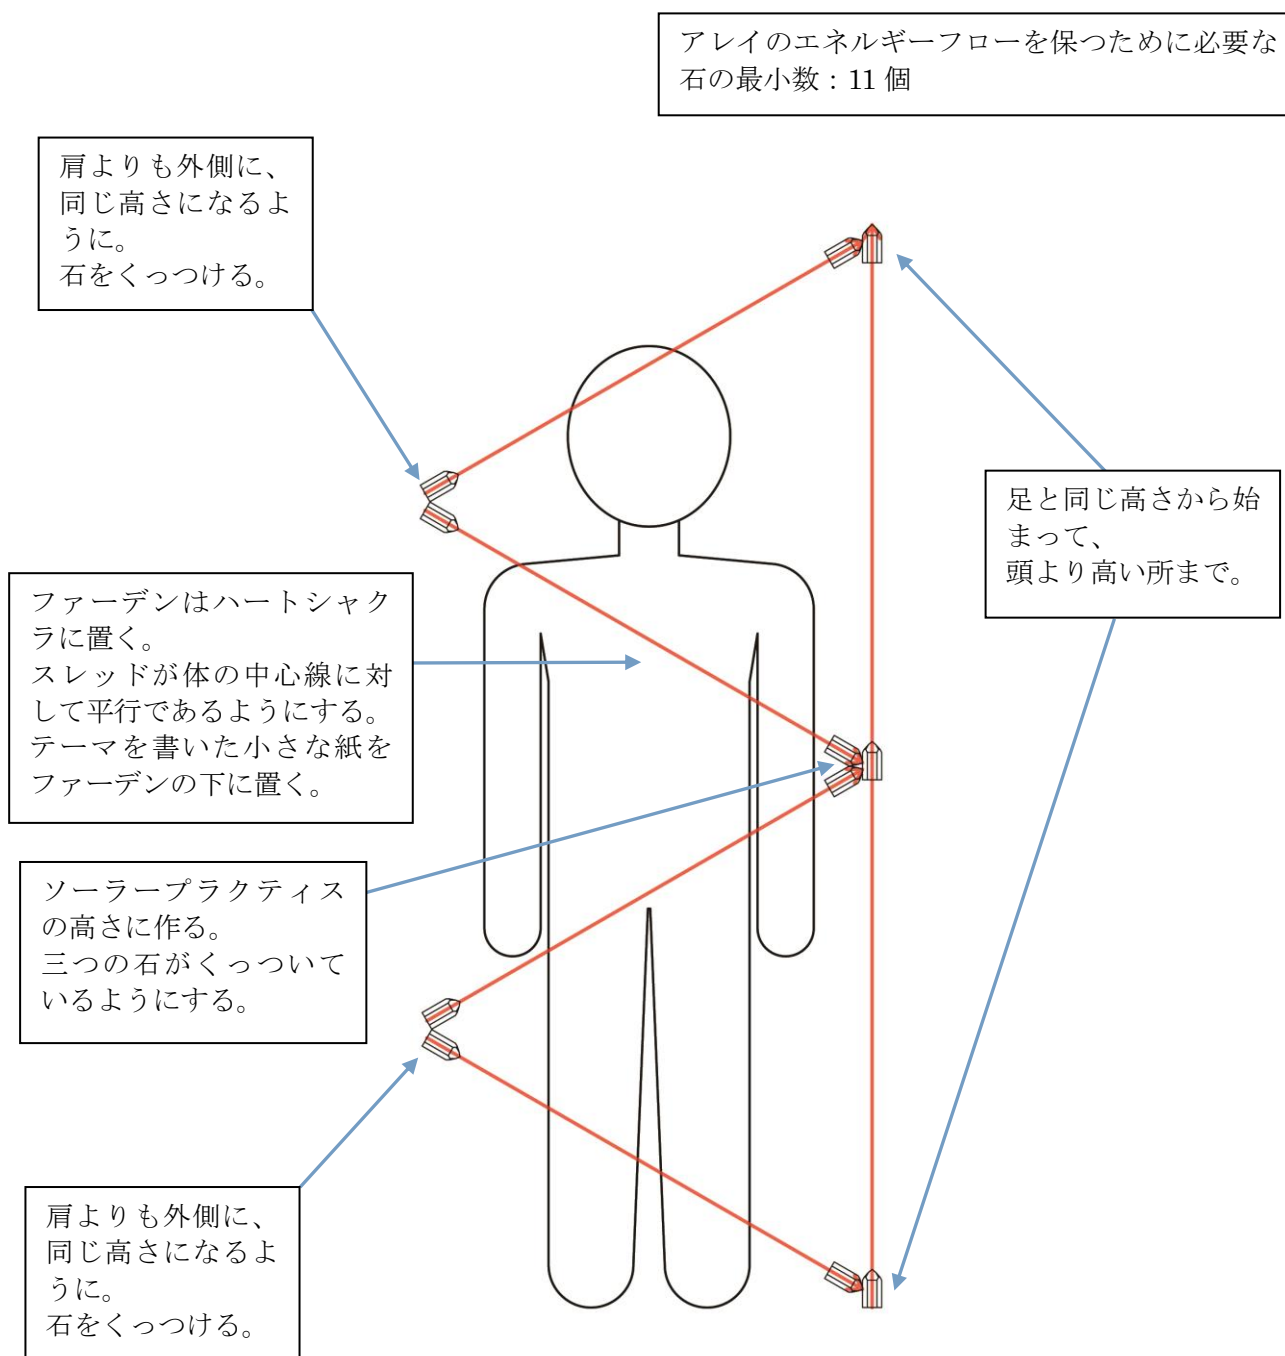 アレイのエネルギーフローを保つために必要な
石の最小数：11 個
肩よりも外側に、
同じ高さになるよ
うに。
石をくっつける。
足と同じ高さから始
まって、
頭より高い所まで。
ファーデンはハートシャク
ラに置く。
スレッドが体の中心線に対
して平行であるようにする。
テーマを書いた小さな紙を
ファーデンの下に置く。
ソーラープラクティス
の高さに作る。
三つの石がくっついて
いるようにする。
肩よりも外側に、
同じ高さになるよ
うに。
石をくっつける。